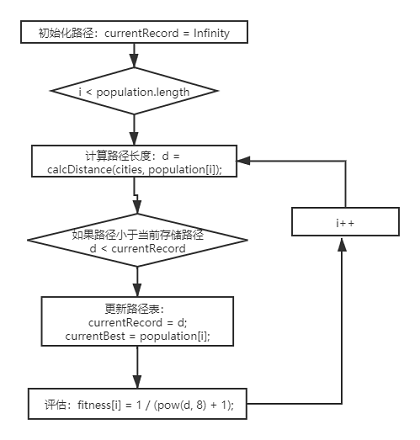 初始化路径：currentRecord = Infinity
i < population.length
计算路径长度：d =
calcDistance(cities, population[i]);
如果路径小于当前存储路径
d < currentRecord
i++
更新路径表：
currentRecord = d;
currentBest = population[i];
评估：fitness[i] = 1 / (pow(d, 8) + 1);